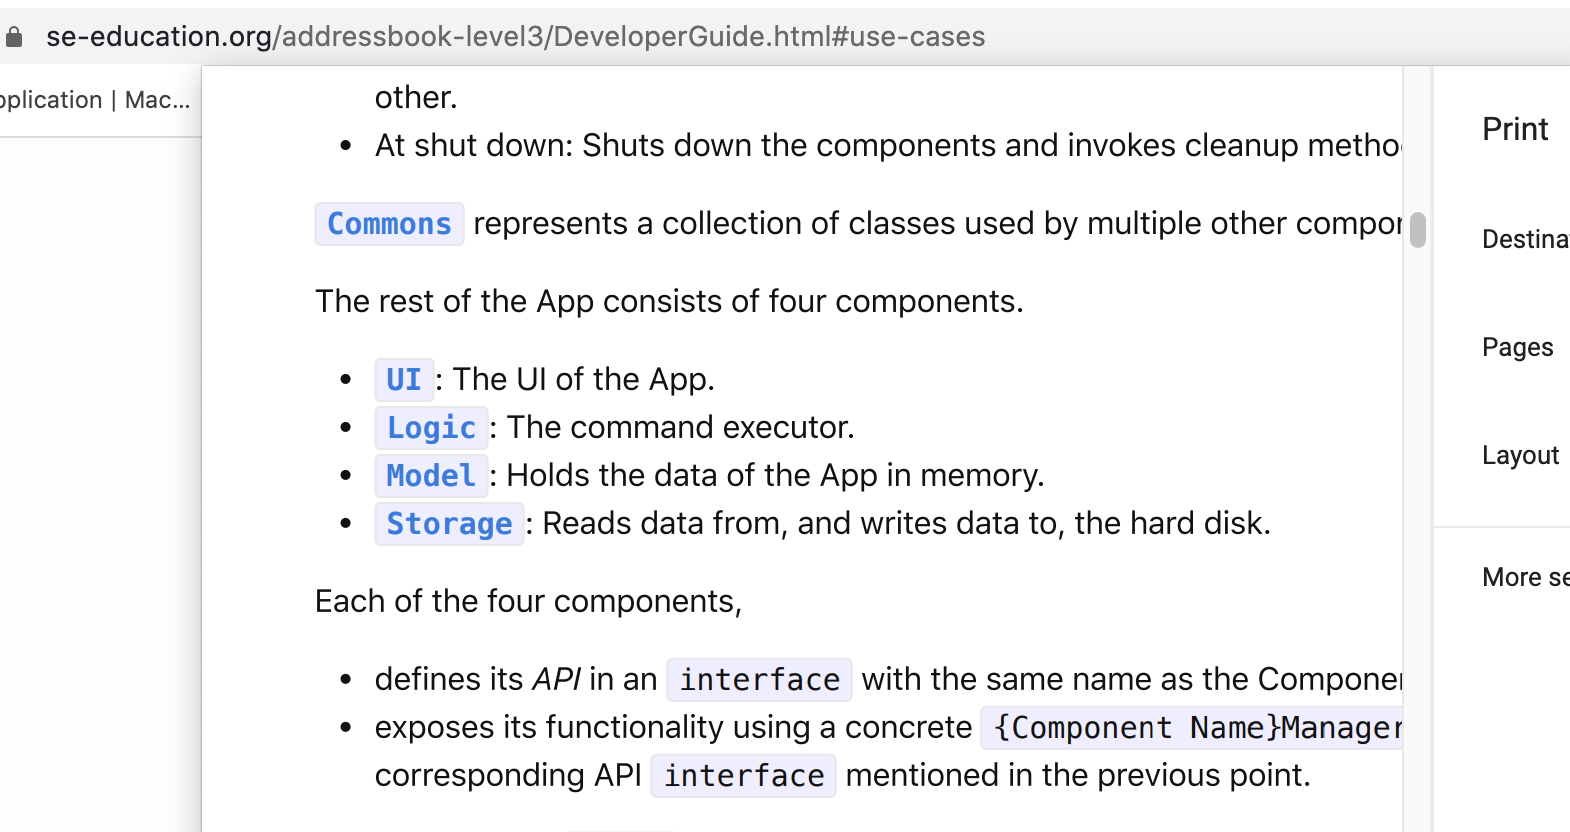 se-education.org/addressbook-level3/DeveloperGuide.html#use-cases
pplication | Mac...
other.
• At shut down: Shuts down the components and invokes cleanup metho
Commons represents a collection of classes used by multiple other compor
The rest of the App consists of four components.
• UI : The UI of the App.
• Logic : The command executor.
• Model : Holds the data of the App in memory.
• Storage : Reads data from, and writes data to, the hard disk.
Each of the four components,
• defines its API in an interface with the same name as the Componer
• exposes its functionality using a concrete {Component Name}Manager
corresponding API interface mentioned in the previous point.
Print
Destina
Pages
Layout
More se